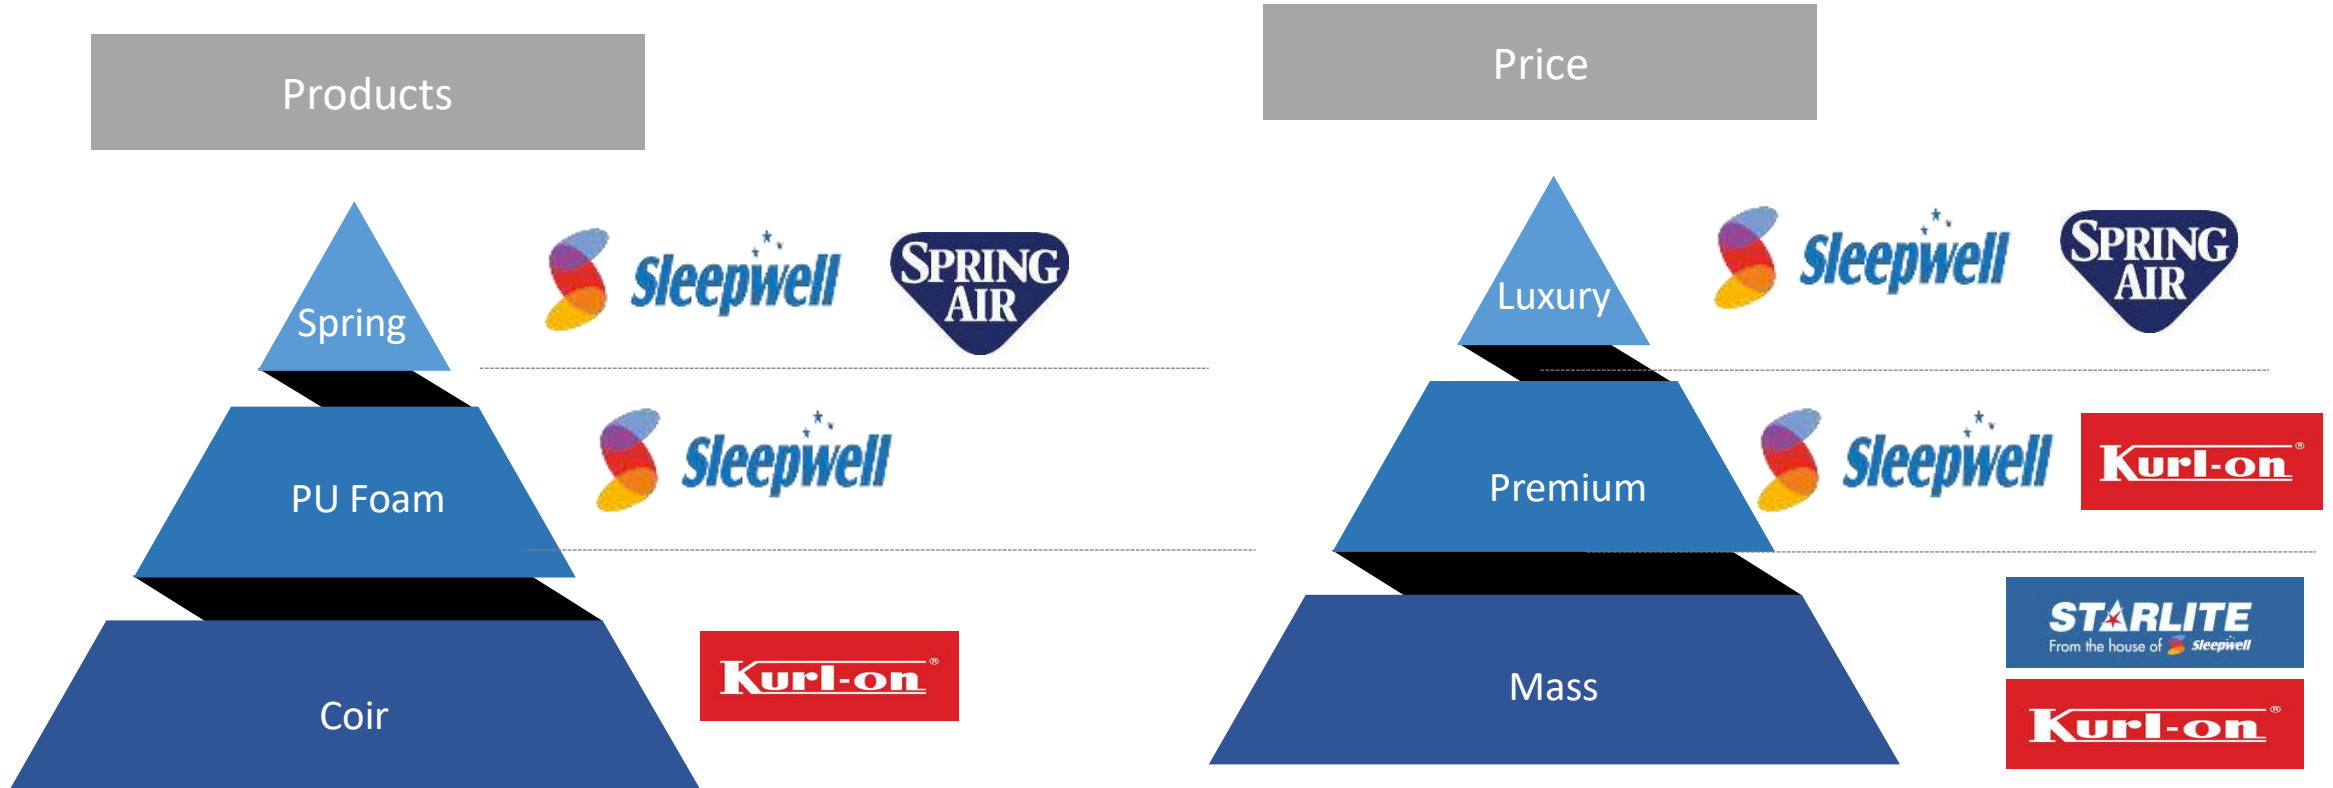 Products
Spring
Sleepwell
SPRING
AIR
PU Foam
Sleepwell
Coir
Kurl-on®
Price
Luxury
Sleepwell
SPRING
AIR
Premium
Sleepwell
Kurl-on®
Mass
STARLITE
From the house of Sleepwell
Kurl-on®